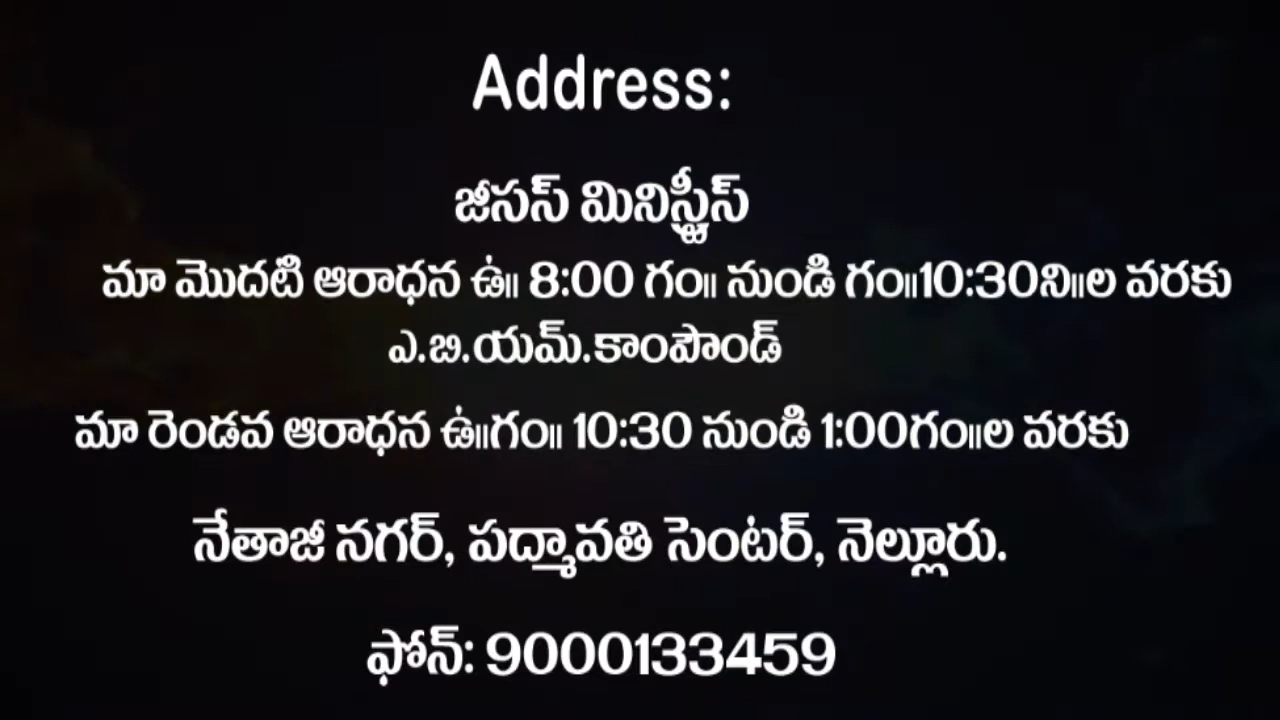 Address:
జీసస్ మినిస్ట్రీస్
మా మొదటి ఆరాధన ఉ॥ 8:00 గం॥ నుండి గం॥10:30ని॥ల వరకు
ఎ.బి.యమ్.కాంపౌండ్
మా రెండవ ఆరాధన ఉ॥గం॥ 10:30 నుండి 1:00గం॥ల వరకు
నేతాజీ నగర్, పద్మావతి సెంటర్, నెల్లూరు.
ఫోన్: 9000133459